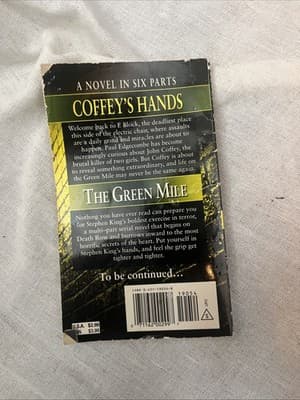 A NOVEL IN SIX PARTS
COFFEY'S HANDS
Welcome back to E Block, the deadliest place
this side of the electric chair, where assaults
are a daily grind and miracles are about to
happen. Paul Edgecombe has become
increasingly curious about John Coffey, the
brutal killer of two girls. But Coffey is about
to reveal something extraordinary, and life on
the Green Mile may never be the same again.
THE GREEN MILE
Nothing you have ever read can prepare you
for Stephen King's boldest exercise in terror,
a multi-part serial novel that begins on
Death Row and burrows inward to the most
horrific secrets of the heart. Put yourself in
Stephen King's hands, and feel the grip get
tighter and tighter.
To be continued…
U.S.A. $2.99